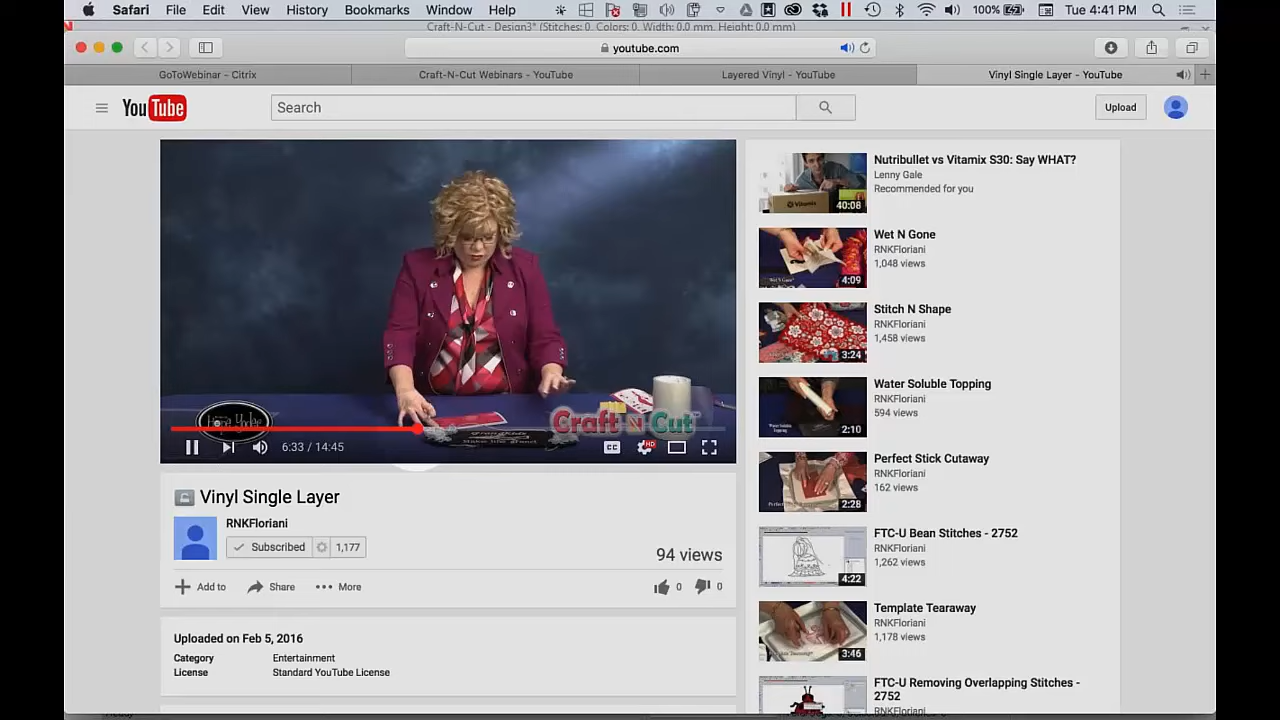 Safari File Edit View History Bookmarks Window Help 100% Tue 4:41 PM
Craft-N-Cut - Design3* (Stitches: 0, Colors: 0, Width: 0.0 mm, Height: 0.0 mm)
youtube.com
GoToWebinar – Citrix
Craft-N-Cut Webinars - YouTube
Layered Vinyl – YouTube
Vinyl Single Layer – YouTube
YouTube
Search
Upload
Craft N Cut
6:33 / 14:45
CC
HD
Vinyl Single Layer
RNKFloriani
Subscribed 1,177
94 views
Add to Share More 0 0
Uploaded on Feb 5, 2016
Category Entertainment
License Standard YouTube License
Nutribullet vs Vitamix S30: Say WHAT?
Lenny Gale
Recommended for you
Vitamix
40:08
Wet N Gone
RNKFloriani
1,048 views
4:09
Stitch N Shape
RNKFloriani
1,458 views
3:24
Water Soluble Topping
RNKFloriani
594 views
2:10
Perfect Stick Cutaway
RNKFloriani
162 views
2:28
FTC-U Bean Stitches - 2752
RNKFloriani
1,262 views
4:22
Template Tearaway
RNKFloriani
1,178 views
3:46
FTC-U Removing Overlapping Stitches -
2752
RNKFloriani